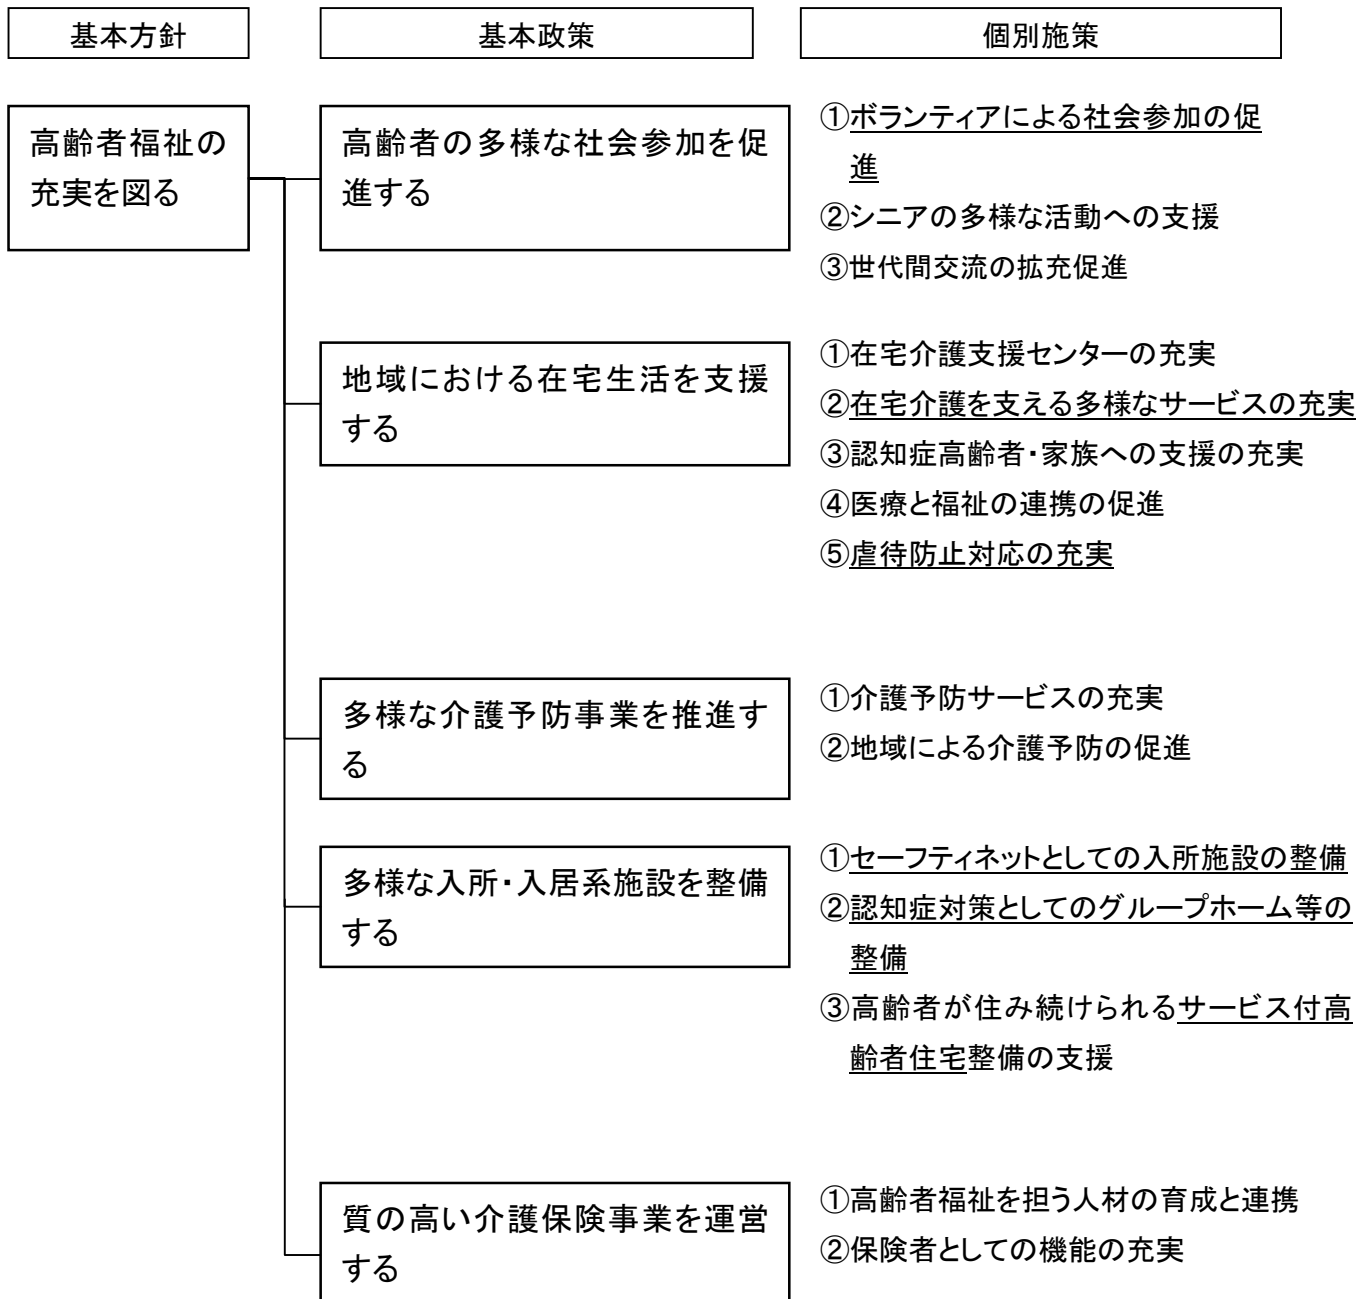 基本方針
基本政策
個別施策
高齢者福祉の
充実を図る
高齢者の多様な社会参加を促
進する
①ボランティアによる社会参加の促
進
②シニアの多様な活動への支援
③世代間交流の拡充促進
地域における在宅生活を支援
する
①在宅介護支援センターの充実
②在宅介護を支える多様なサービスの充実
③認知症高齢者・家族への支援の充実
④医療と福祉の連携の促進
⑤虐待防止対応の充実
多様な介護予防事業を推進す
る
①介護予防サービスの充実
②地域による介護予防の促進
多様な入所・入居系施設を整備
する
①セーフティネットとしての入所施設の整備
②認知症対策としてのグループホーム等の
整備
③高齢者が住み続けられるサービス付高
齢者住宅整備の支援
質の高い介護保険事業を運営
する
①高齢者福祉を担う人材の育成と連携
②保険者としての機能の充実